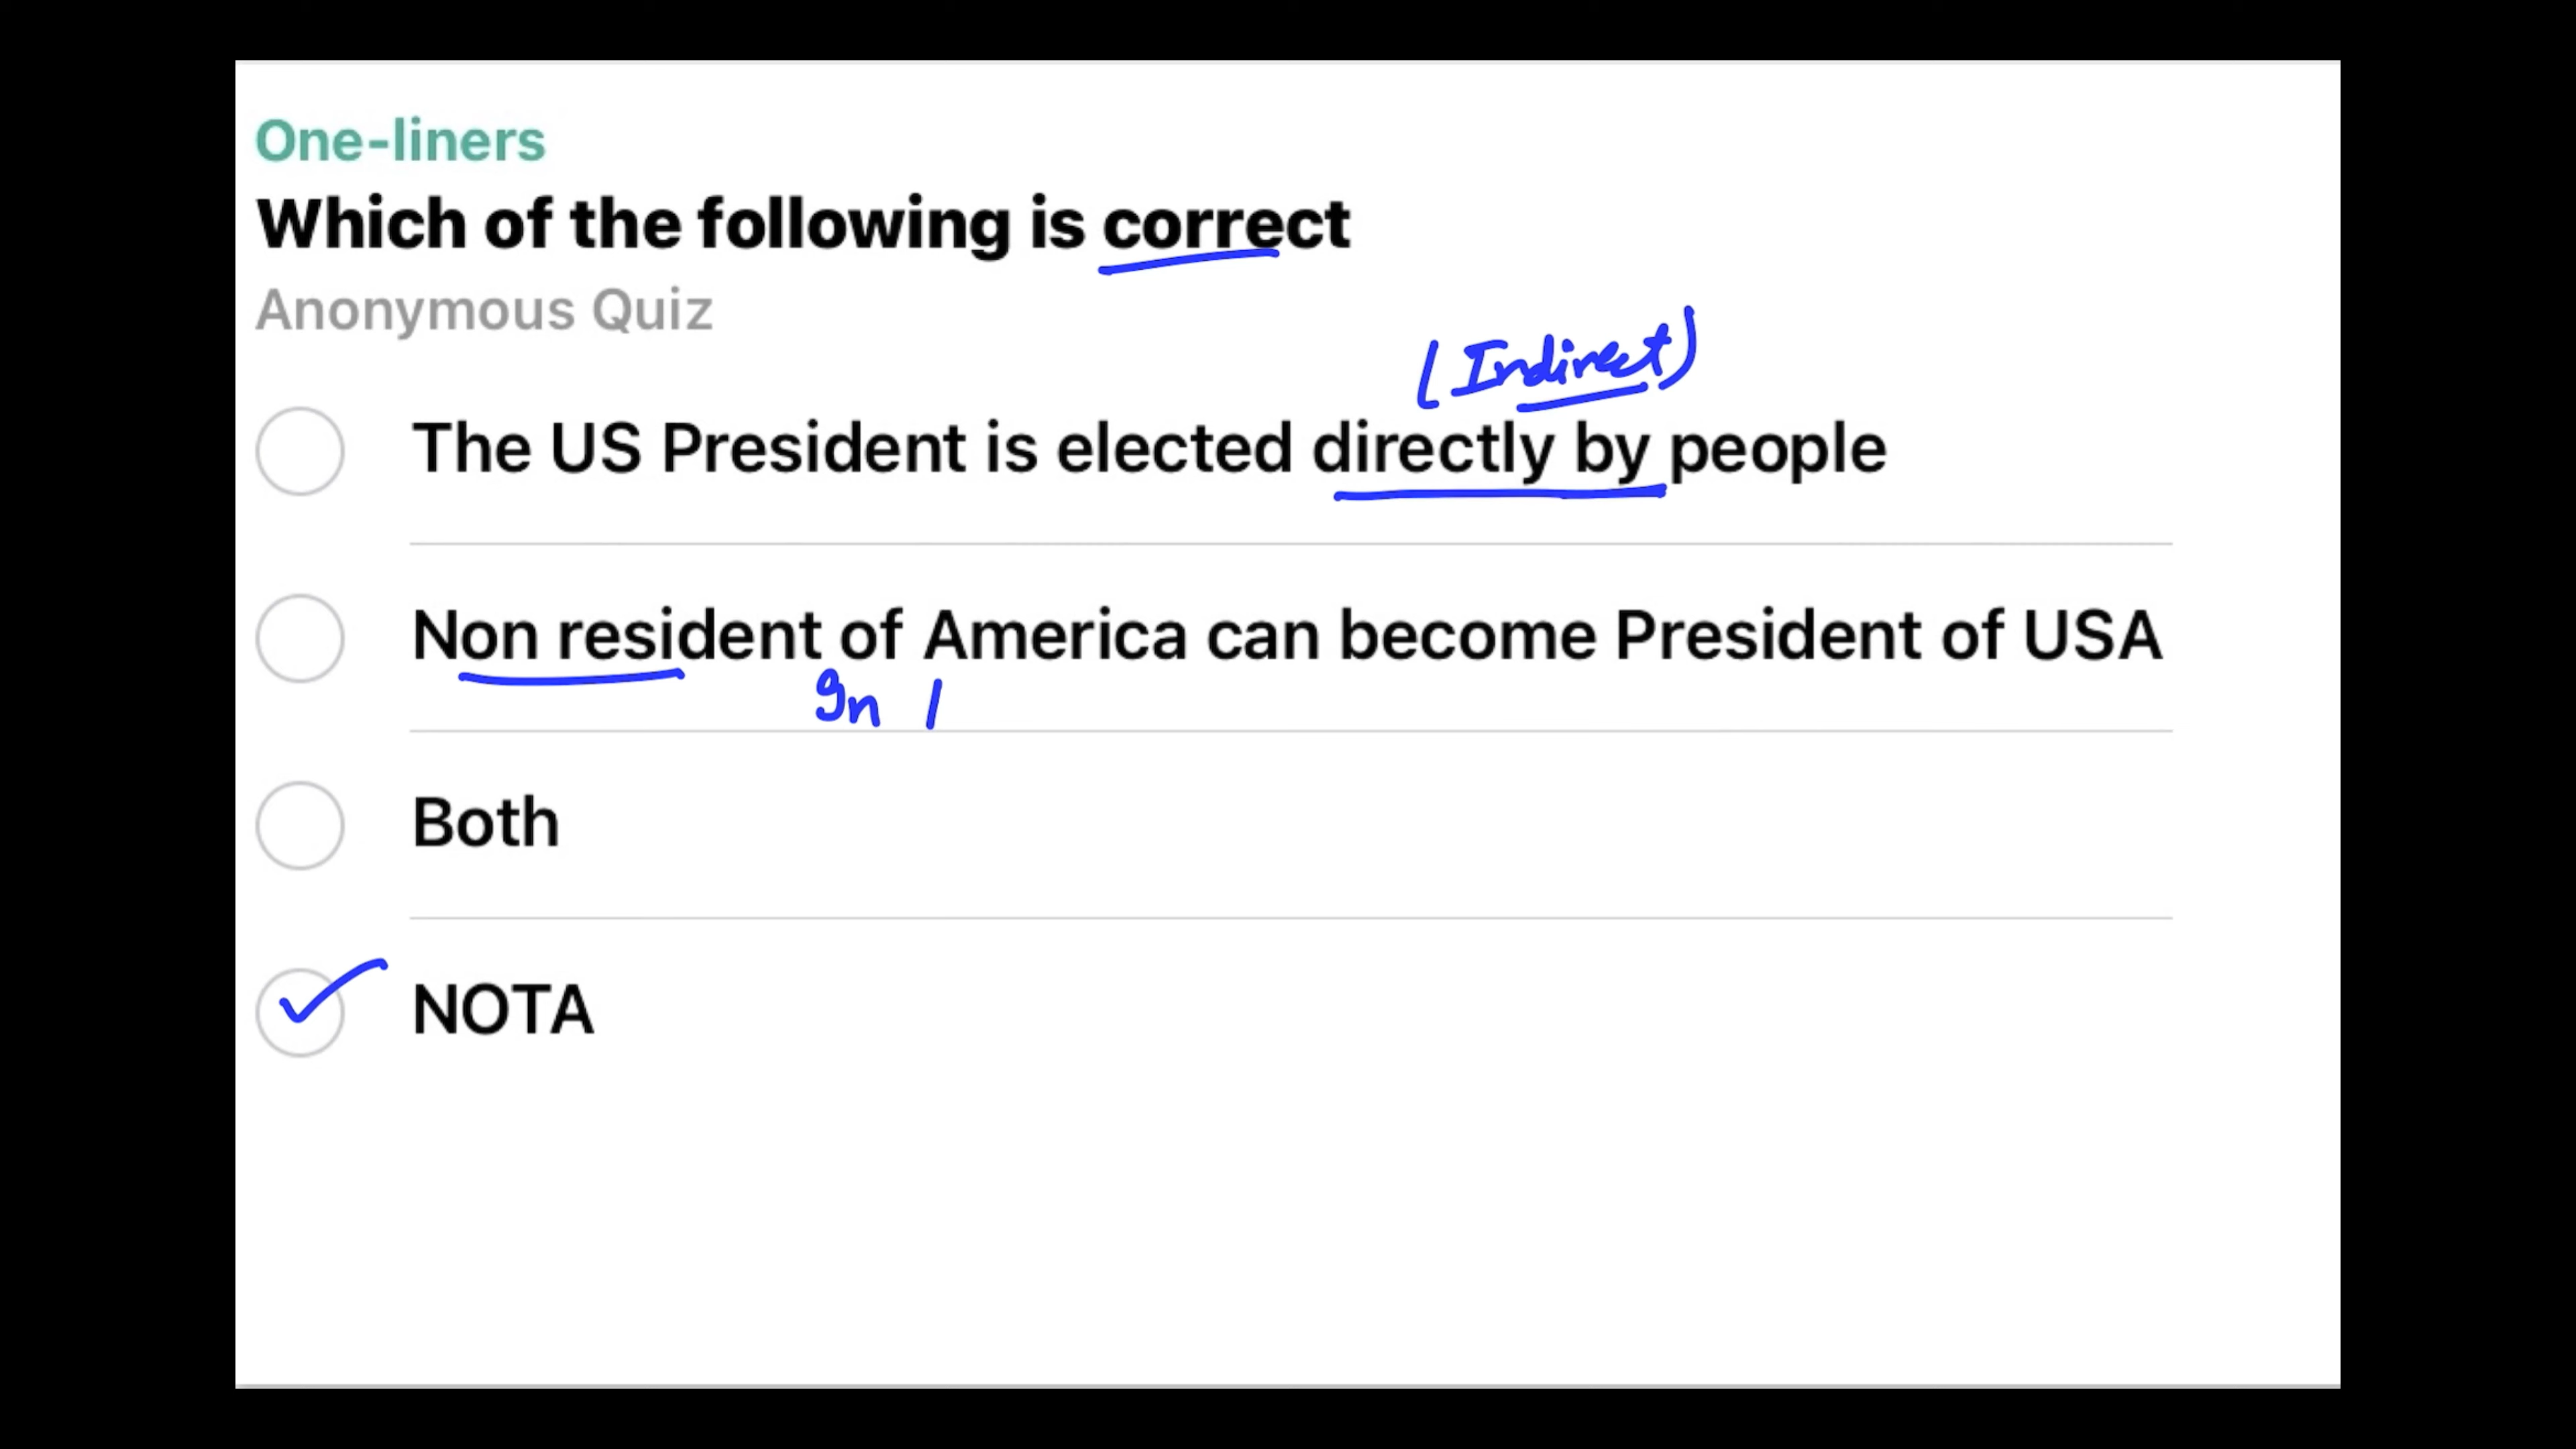 One-liners
Which of the following is correct
Anonymous Quiz
(Indirect)
The US President is elected directly by people
Non resident of America can become President of USA
In I
Both
NOTA